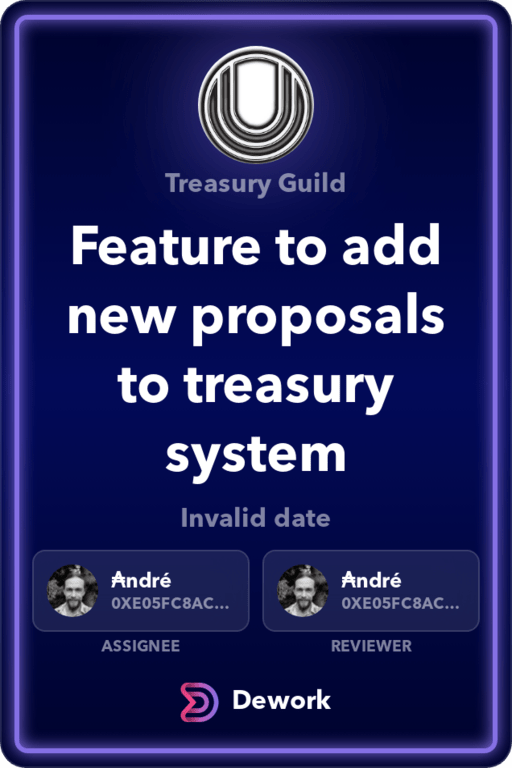 Treasury Guild
Feature to add
new proposals
to treasury
system
Invalid date
₳ndré
0XE05FC8AC...
₳ndré
0XE05FC8AC...
ASSIGNEE
REVIEWER
Dework